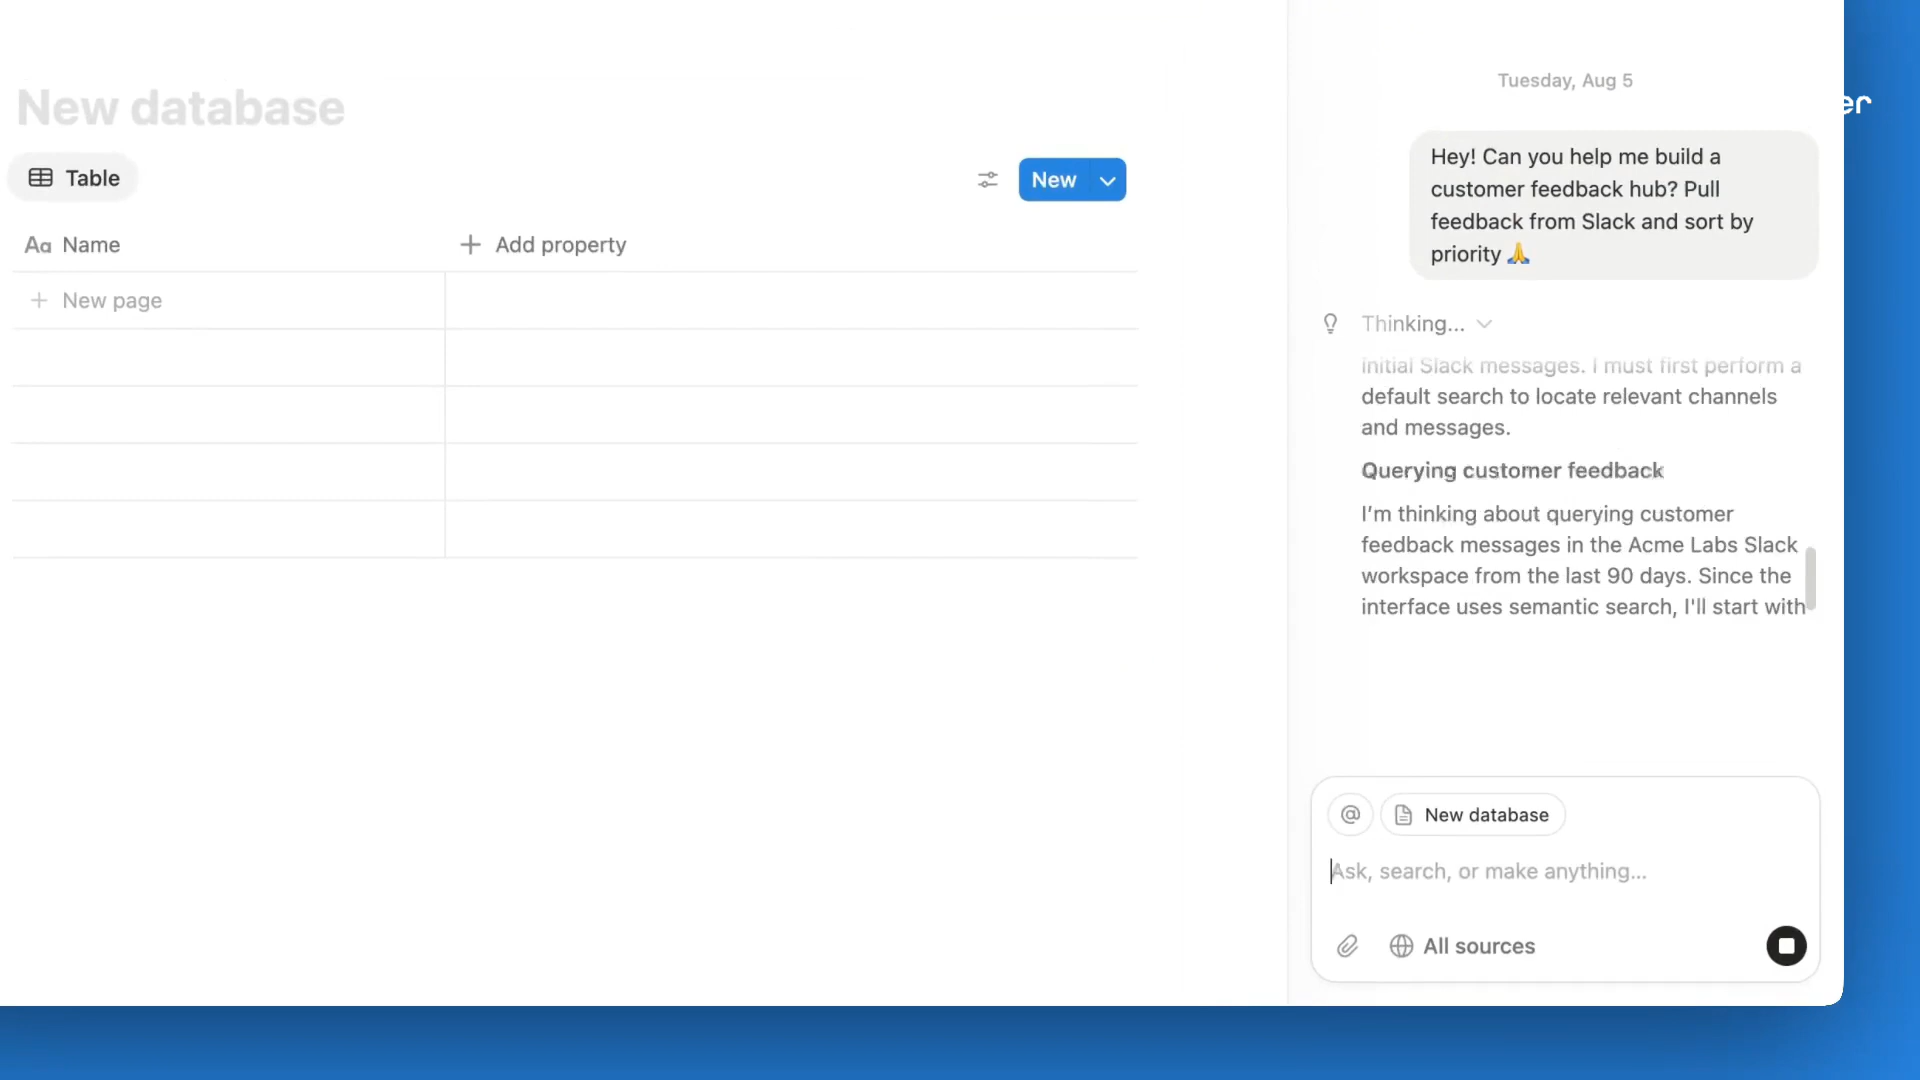 New database
Table
New
Aa Name
Add property
New page
Tuesday, Aug 5
er
Hey! Can you help me build a
customer feedback hub? Pull
feedback from Slack and sort by
priority 🙏
Thinking...
initial Slack messages. I must first perform a
default search to locate relevant channels
and messages.
Querying customer feedback
I’m thinking about querying customer
feedback messages in the Acme Labs Slack
workspace from the last 90 days. Since the
interface uses semantic search, I'll start with
@ New database
Ask, search, or make anything...
All sources